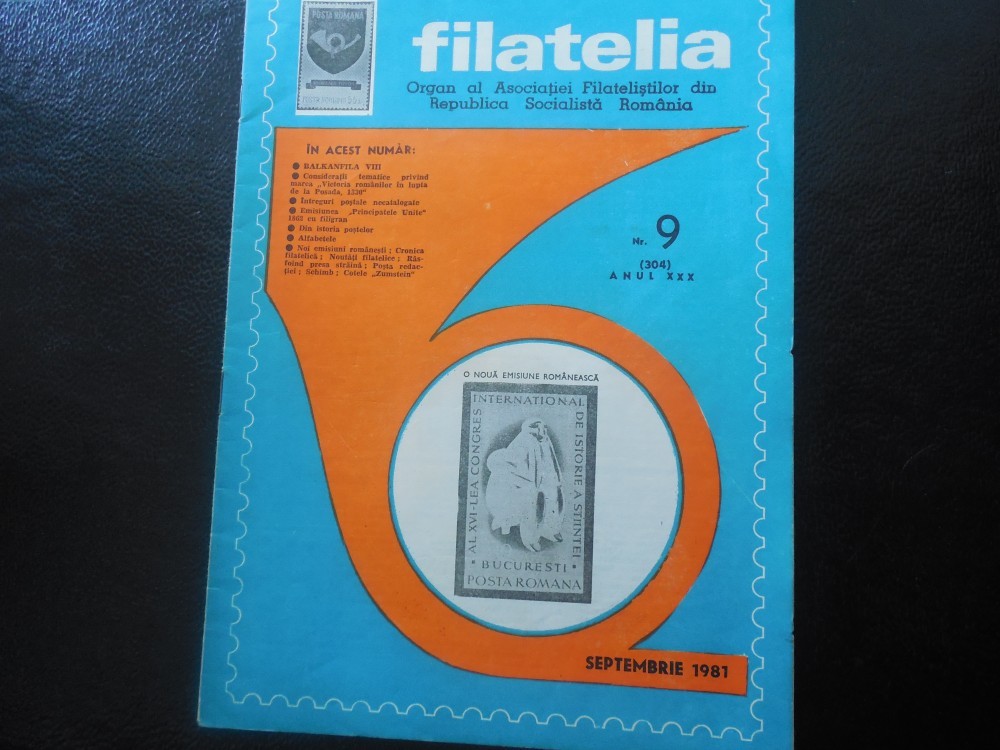 POSTA ROMANA
filatelia
Organ al Asociației Filateliștilor din
Republica Socialistă România
ÎN ACEST NUMĂR:
● BALKANFILA VIII
● Considerații tematice privind
marca „Victoria românilor în lupta
de la Posada, 1330"
● Întreguri poștale necatalogate
● Emisiunea „Principatele Unite"
1862 cu filigran
● Din istoria poștelor
● Alfabetele
● Noi emisiuni românești ; Cronica
filatelică ; Noutăți filatelice ; Răs-
foind presa străină ; Poșta redac-
ției ; Schimb ; Cotele „Zumstein"
Nr. 9
(304)
ANUL XXX
O NOUĂ EMISIUNE ROMÂNEASCĂ
AL XVI-LEA CONGRES
INTERNATIONAL
DE ISTORIE A STIINTEI
• BUCURESTI •
POSTA ROMANA
SEPTEMBRIE 1981